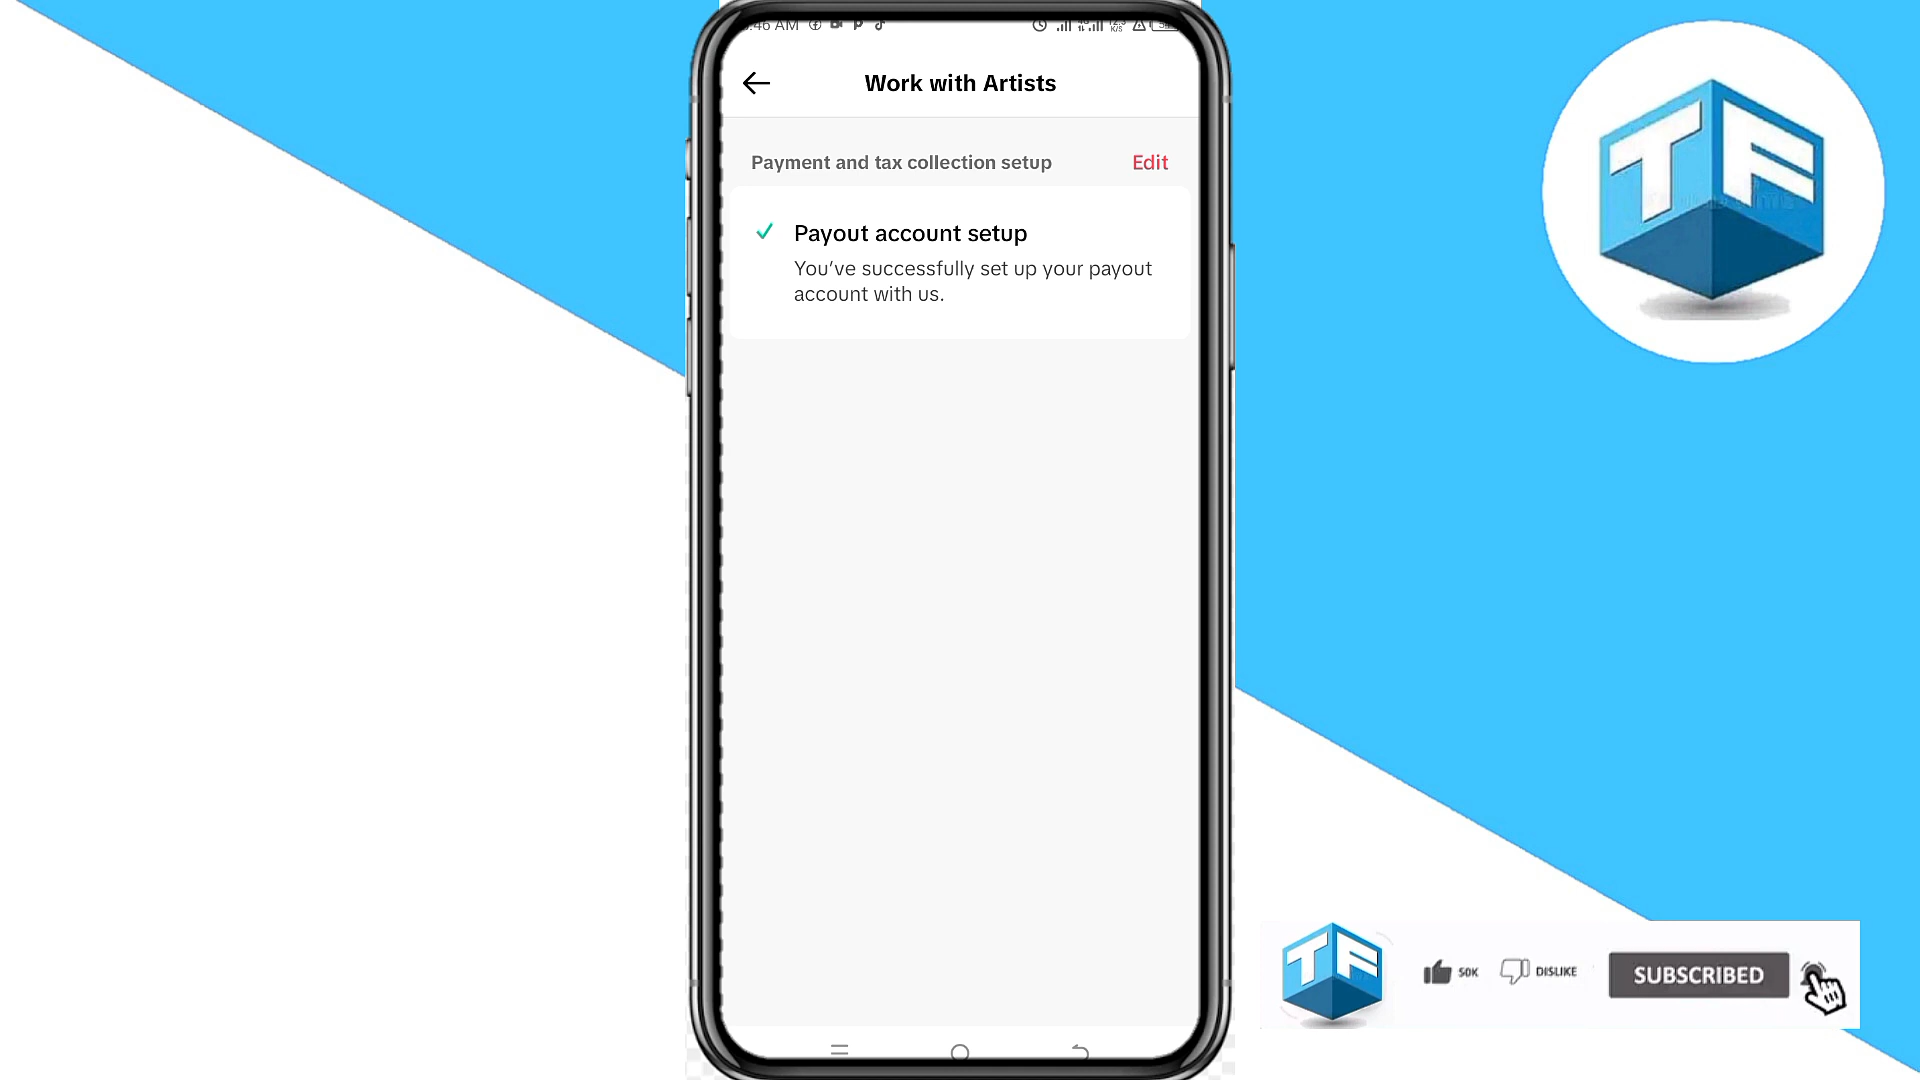 :46 AM
Work with Artists
Payment and tax collection setup
Edit
Payout account setup
You’ve successfully set up your payout
account with us.
TF
TF
50K
DISLIKE
SUBSCRIBED